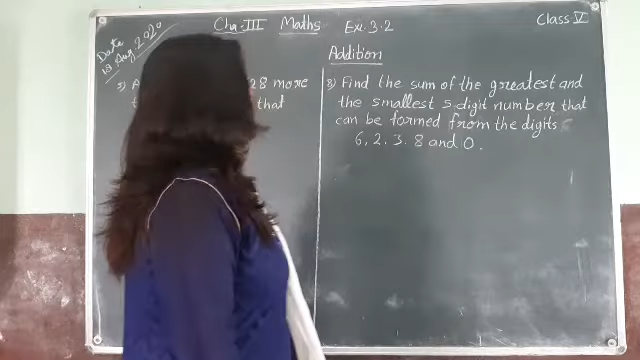 Date
18 Aug, 2020
Cha-III Maths Ex:3.2
Class-V
Addition
28 more
that
8) Find the sum of the greatest and
the smallest 5-digit number that
can be formed from the digits
6, 2, 3, 8 and 0.